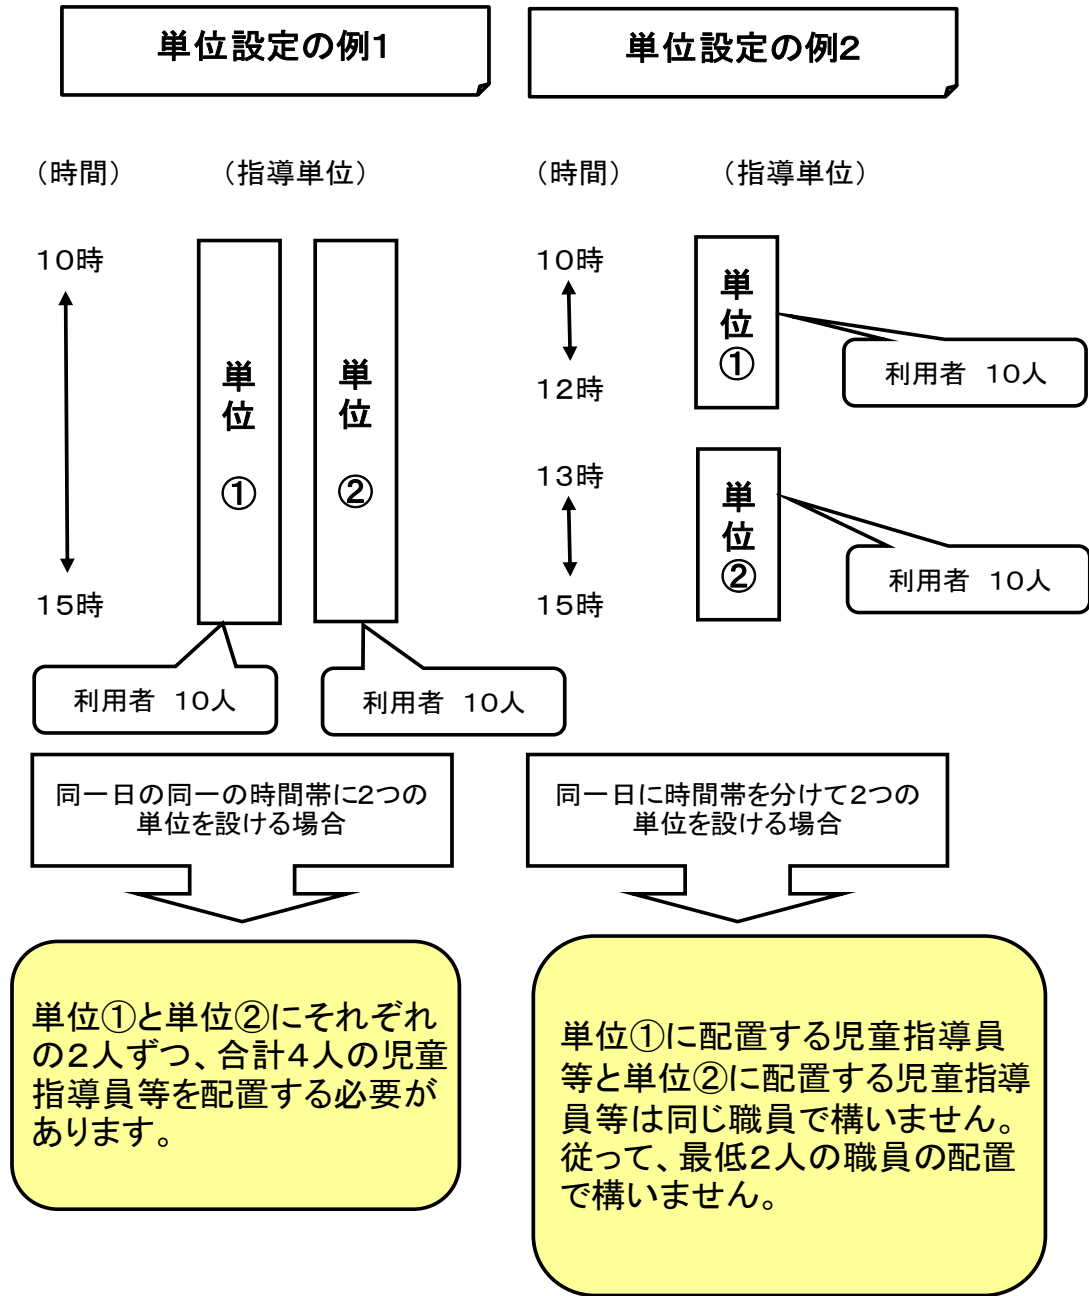 単位設定の例1
（時間）
（指導単位）
10時
15時
単位
①
単位
②
利用者　10人
利用者　10人
同一日の同一の時間帯に2つの
単位を設ける場合
単位①と単位②にそれぞれ
の2人ずつ、合計4人の児童
指導員等を配置する必要が
あります。
単位設定の例2
（時間）
（指導単位）
10時
12時
単位①
利用者　10人
13時
15時
単位②
利用者　10人
同一日に時間帯を分けて2つの
単位を設ける場合
単位①に配置する児童指導員
等と単位②に配置する児童指導
員等は同じ職員で構いません。
従って、最低2人の職員の配置
で構いません。